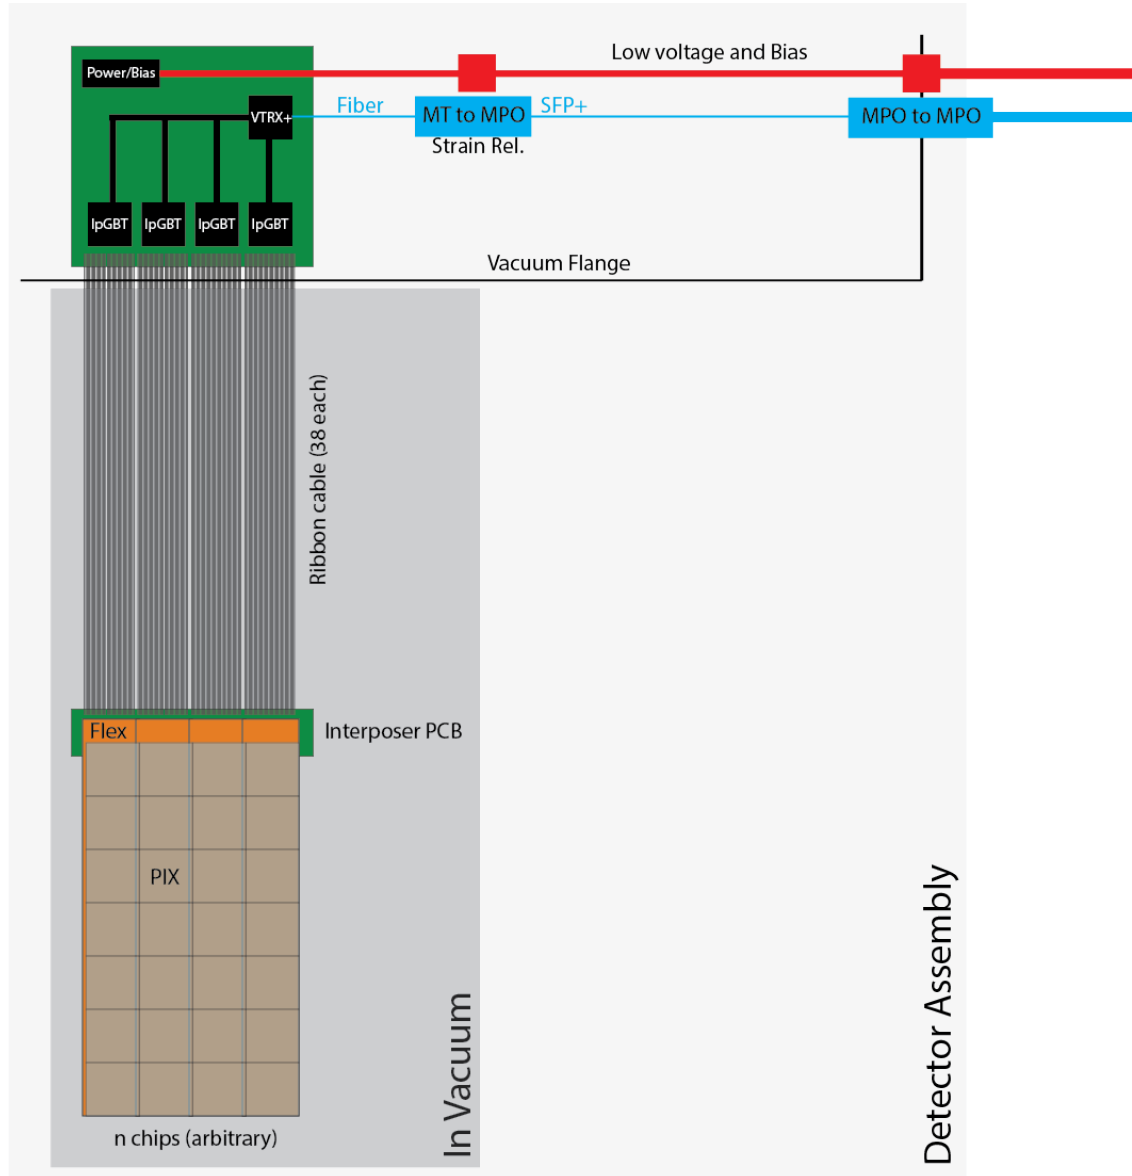 Low voltage and Bias
Power/Bias
Fiber
SFP+
VTRX+
MT to MPO
MPO to MPO
Strain Rel.
lpGBT
lpGBT
lpGBT
lpGBT
Vacuum Flange
Ribbon cable (38 each)
Flex
Interposer PCB
PIX
In Vacuum
Detector Assembly
n chips (arbitrary)